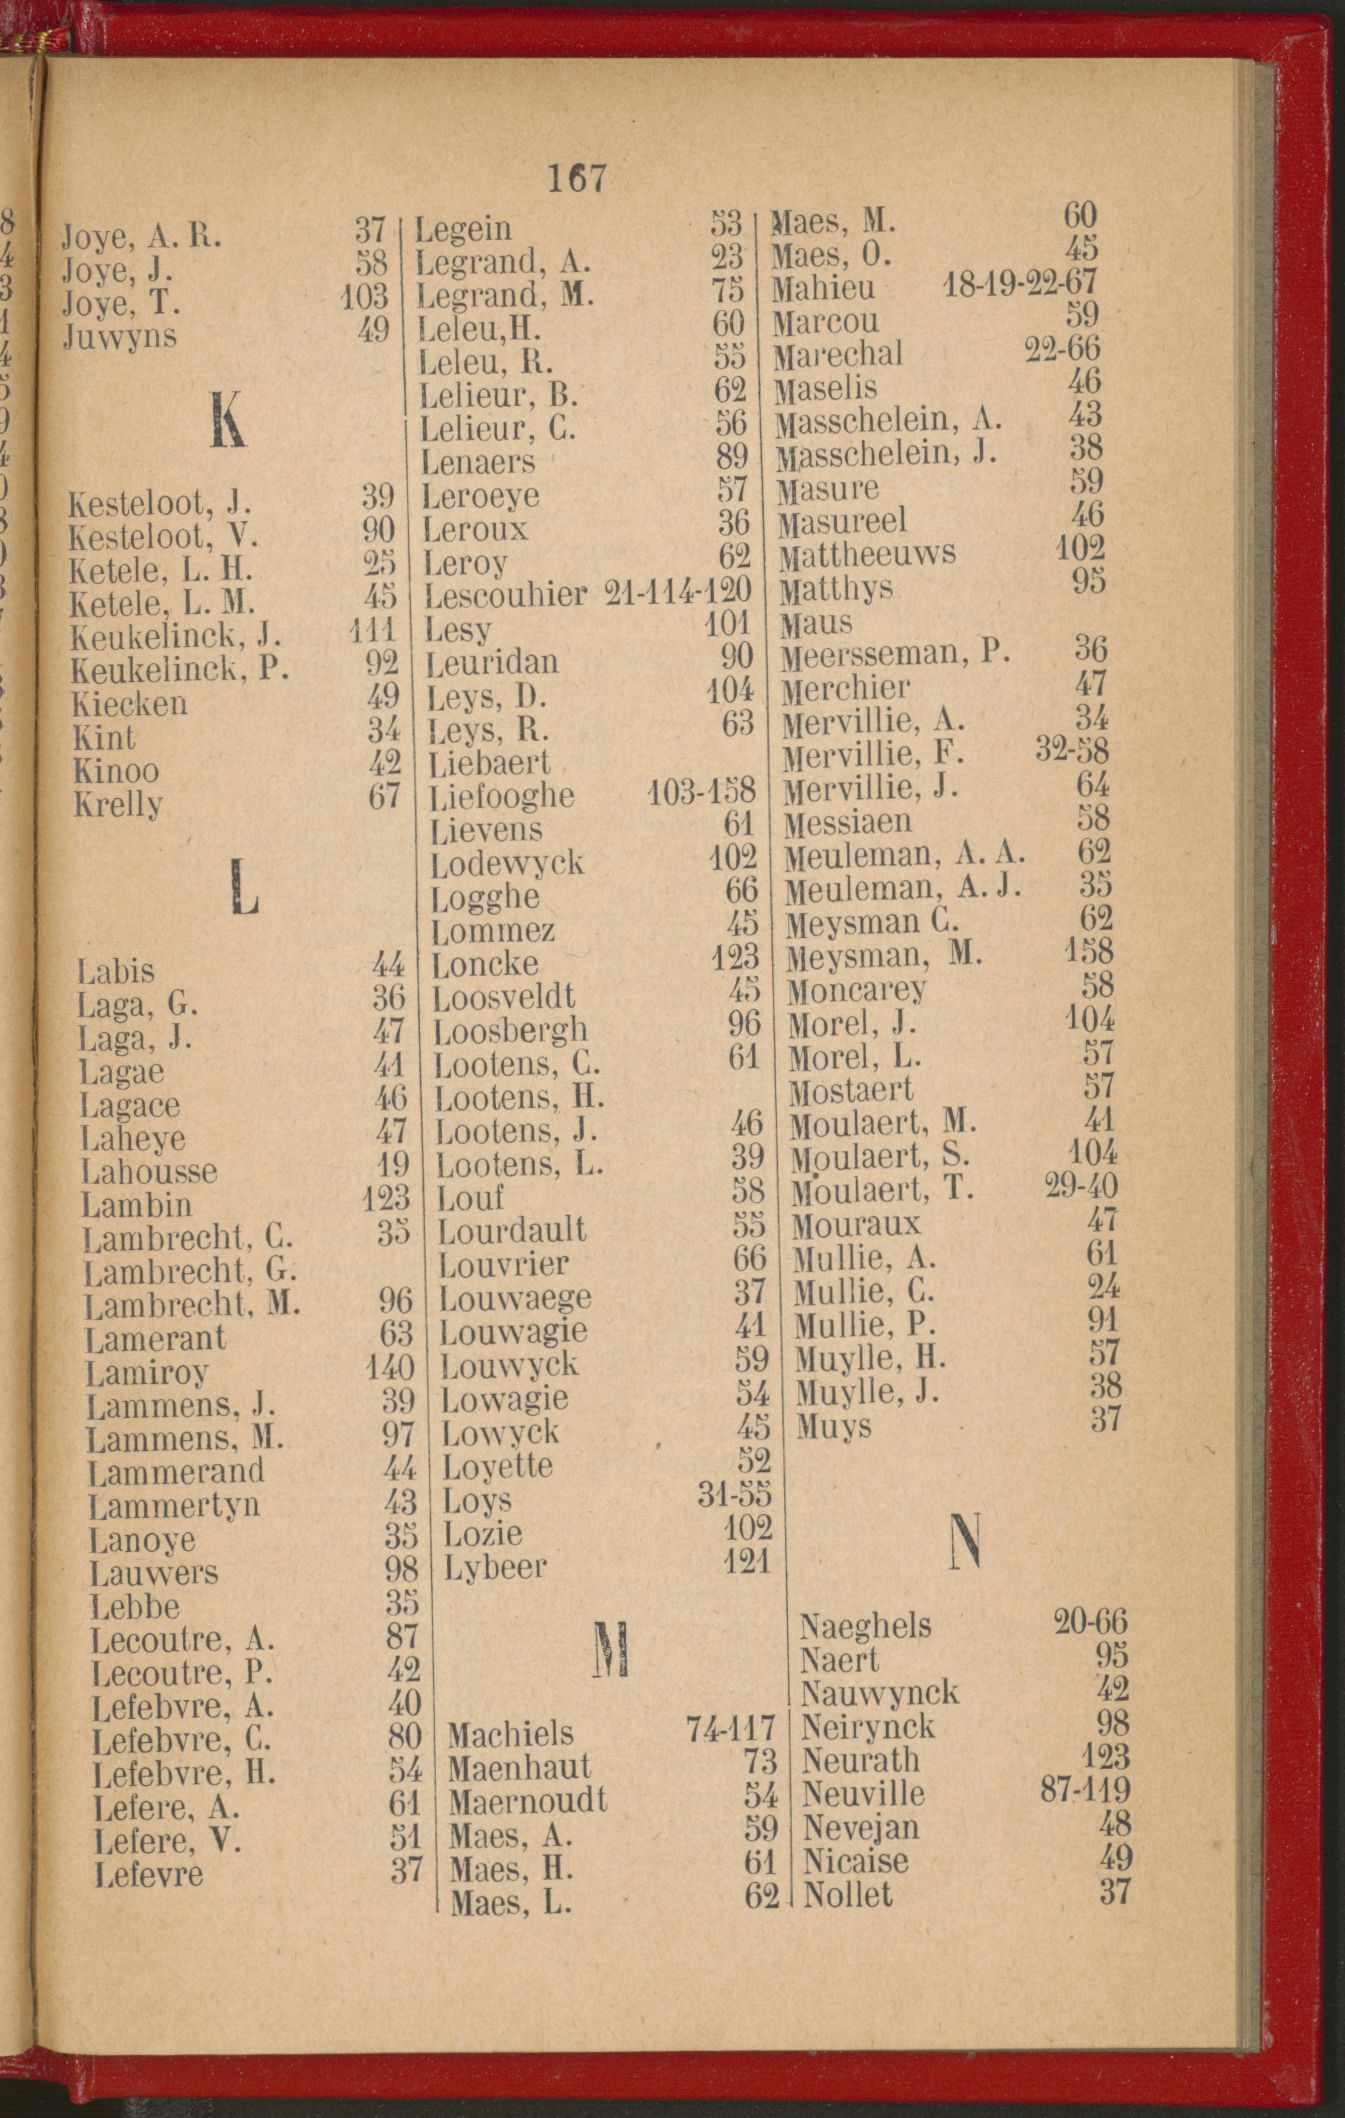 167
Joye, A. R. 37
Joye, J. 58
Joye, T. 103
Juwyns 49
K
Kesteloot, J. 39
Kesteloot, V. 90
Ketele, L. H. 25
Ketele, L. M. 45
Keukelinck, J. 111
Keukelinck, P. 92
Kiecken 49
Kint 34
Kinoo 42
Krelly 67
L
Labis 44
Laga, G. 36
Laga, J. 47
Lagae 41
Lagace 46
Laheye 47
Lahousse 19
Lambin 123
Lambrecht, C. 35
Lambrecht, G.
Lambrecht, M. 96
Lamerant 63
Lamiroy 140
Lammens, J. 39
Lammens, M. 97
Lammerand 44
Lammertyn 43
Lanoye 35
Lauwers 98
Lebbe 35
Lecoutre, A. 87
Lecoutre, P. 42
Lefebvre, A. 40
Lefebvre, C. 80
Lefebvre, H. 54
Lefere, A. 61
Lefere, V. 51
Lefevre 37
Legein 53
Legrand, A. 23
Legrand, M. 75
Leleu, H. 60
Leleu, R. 55
Lelieur, B. 62
Lelieur, C. 56
Lenaers 89
Leroeye 57
Leroux 36
Leroy 62
Lescouhier 21-114-120
Lesy 101
Leuridan 90
Leys, D. 104
Leys, R. 63
Liebaert
Liefooghe 103-158
Lievens 61
Lodewyck 102
Logghe 66
Lommez 45
Loncke 123
Loosveldt 45
Loosbergh 96
Lootens, C. 61
Lootens, H.
Lootens, J. 46
Lootens, L. 39
Louf 58
Lourdault 55
Louvrier 66
Louwaege 37
Louwagie 41
Louwyck 59
Lowagie 54
Lowyck 45
Loyette 52
Loys 31-55
Lozie 102
Lybeer 121
M
Machiels 74-117
Maenhaut 73
Maernoudt 54
Maes, A. 59
Maes, H. 61
Maes, L. 62
Maes, M. 60
Maes, O. 45
Mahieu 18-19-22-67
Marcou 59
Marechal 22-66
Maselis 46
Masschelein, A. 43
Masschelein, J. 38
Masure 59
Masureel 46
Mattheeuws 102
Matthys 95
Maus
Meersseman, P. 36
Merchier 47
Mervillie, A. 34
Mervillie, F. 32-58
Mervillie, J. 64
Messiaen 58
Meuleman, A. A. 62
Meuleman, A. J. 35
Meysman C. 62
Meysman, M. 158
Moncarey 58
Morel, J. 104
Morel, L. 57
Mostaert 57
Moulaert, M. 41
Moulaert, S. 104
Moulaert, T. 29-40
Mouraux 47
Mullie, A. 61
Mullie, C. 24
Mullie, P. 91
Muylle, H. 57
Muylle, J. 38
Muys 37
N
Naeghels 20-66
Naert 95
Nauwynck 42
Neirynck 98
Neurath 123
Neuville 87-119
Nevejan 48
Nicaise 49
Nollet 37